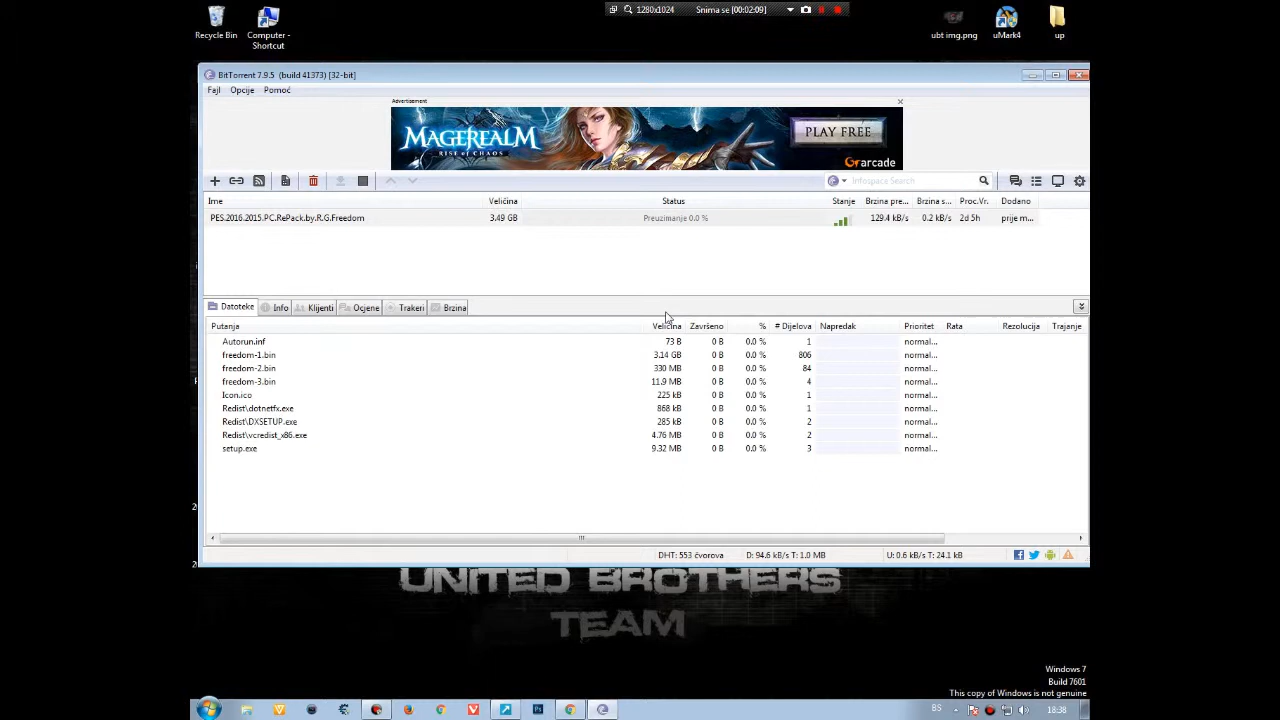 1280x1024 Snima se [00:02:09]
Recycle Bin
Computer -
Shortcut
ubt img.png
uMark4
up
BitTorrent 7.9.5 (build 41373) [32-bit]
Fajl Opcije Pomoć
Advertisement
MAGEREALM
RISE OF CHAOS
PLAY FREE
Grarcade
Infospace Search
Ime Veličina Status Stanje Brzina pre... Brzina s... Proc.Vr. Dodano
PES.2016.2015.PC.RePack.by.R.G.Freedom 3.49 GB Preuzimanje 0.0 % 129.4 kB/s 0.2 kB/s 2d 5h prije m...
Datoteke Info Klijenti Ocjene Trakeri Brzina
Putanja Veličina Završeno % # Dijelova Napredak Prioritet Rata Rezolucija Trajanje
Autorun.inf 73 B 0 B 0.0 % 1 normal...
freedom-1.bin 3.14 GB 0 B 0.0 % 806 normal...
freedom-2.bin 330 MB 0 B 0.0 % 84 normal...
freedom-3.bin 11.9 MB 0 B 0.0 % 4 normal...
Icon.ico 225 kB 0 B 0.0 % 1 normal...
Redist\dotnetfx.exe 868 kB 0 B 0.0 % 1 normal...
Redist\DXSETUP.exe 285 kB 0 B 0.0 % 2 normal...
Redist\vcredist_x86.exe 4.76 MB 0 B 0.0 % 2 normal...
setup.exe 9.32 MB 0 B 0.0 % 3 normal...
DHT: 553 čvorova D: 94.6 kB/s T: 1.0 MB U: 0.6 kB/s T: 24.1 kB
UNITED BROTHERS
TEAM
Windows 7
Build 7601
This copy of Windows is not genuine
BS 18:38